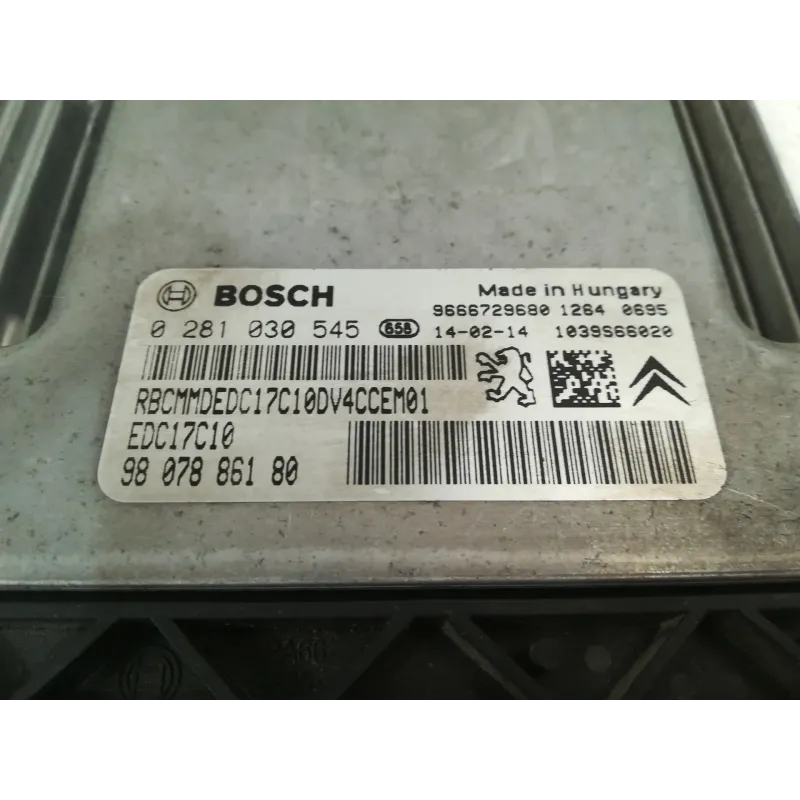 BOSCH
Made in Hungary
9666729680 1264 0695
0 281 030 545 656 14-02-14 1039S66020
RBCMMDEDC17C10DV4CCEM01
EDC17C10
98 078 861 80